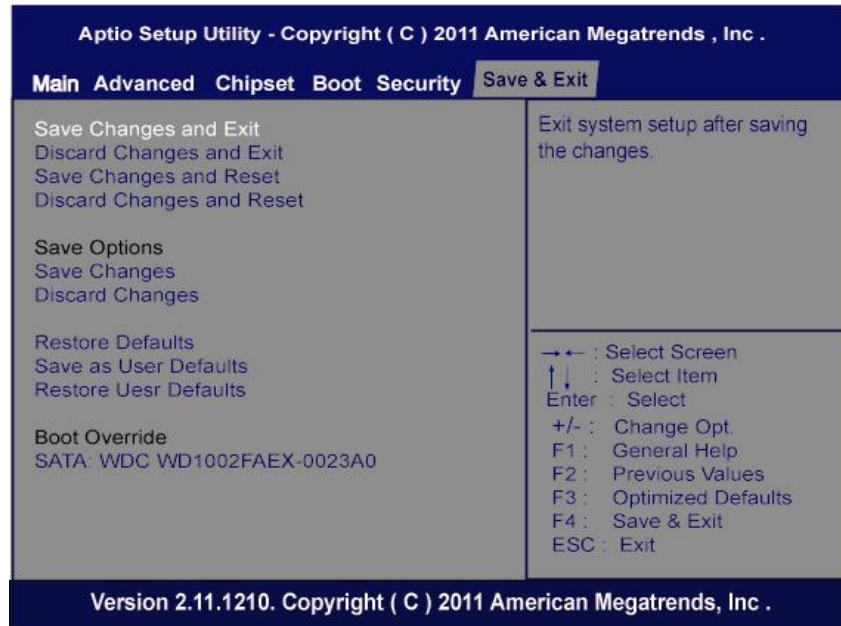 Aptio Setup Utility - Copyright ( C ) 2011 American Megatrends , Inc .
Main Advanced Chipset Boot Security Save & Exit
Save Changes and Exit
Discard Changes and Exit
Save Changes and Reset
Discard Changes and Reset
Save Options
Save Changes
Discard Changes
Restore Defaults
Save as User Defaults
Restore Uesr Defaults
Boot Override
SATA: WDC WD1002FAEX-0023A0
Exit system setup after saving
the changes.
→← : Select Screen
↑↓ : Select Item
Enter : Select
+/- : Change Opt.
F1 : General Help
F2 : Previous Values
F3 : Optimized Defaults
F4 : Save & Exit
ESC : Exit
Version 2.11.1210. Copyright ( C ) 2011 American Megatrends, Inc .